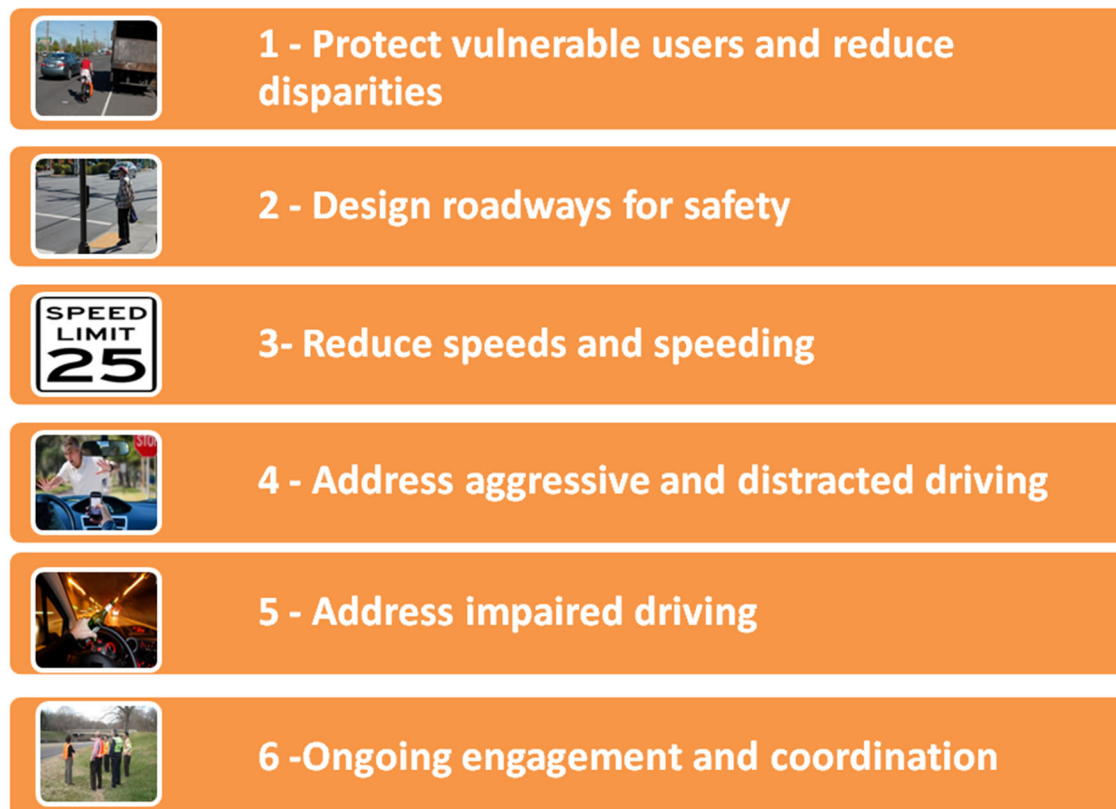 1 - Protect vulnerable users and reduce
disparities
2 - Design roadways for safety
SPEED
LIMIT
25
3- Reduce speeds and speeding
STOP
4 - Address aggressive and distracted driving
5 - Address impaired driving
6 -Ongoing engagement and coordination